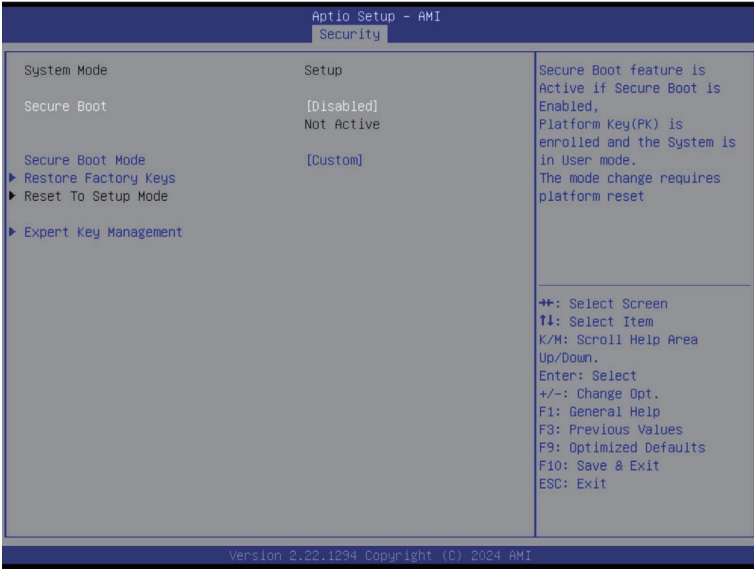 Aptio Setup - AMI
Security
System Mode Setup
Secure Boot [Disabled]
Not Active
Secure Boot Mode [Custom]
Restore Factory Keys
Reset To Setup Mode
Expert Key Management
Secure Boot feature is
Active if Secure Boot is
Enabled,
Platform Key(PK) is
enrolled and the System is
in User mode.
The mode change requires
platform reset
→←: Select Screen
↑↓: Select Item
K/M: Scroll Help Area
Up/Down.
Enter: Select
+/-: Change Opt.
F1: General Help
F3: Previous Values
F9: Optimized Defaults
F10: Save & Exit
ESC: Exit
Version 2.22.1294 Copyright (C) 2024 AMI